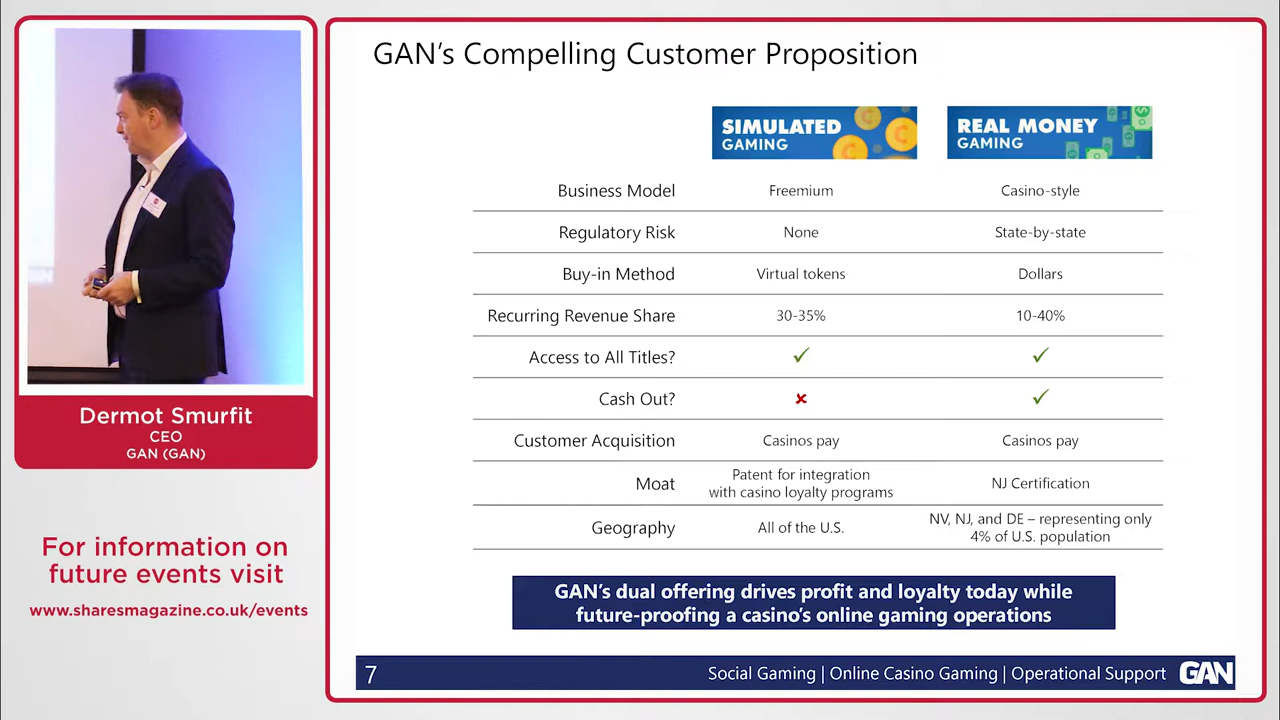 GAN's Compelling Customer Proposition
SIMULATED
GAMING
REAL MONEY
GAMING
Business Model Freemium Casino-style
Regulatory Risk None State-by-state
Buy-in Method Virtual tokens Dollars
Recurring Revenue Share 30-35% 10-40%
Access to All Titles? ✓ ✓
Cash Out? ✘ ✓
Customer Acquisition Casinos pay Casinos pay
Moat Patent for integration
with casino loyalty programs NJ Certification
Geography All of the U.S. NV, NJ, and DE – representing only
4% of U.S. population
GAN's dual offering drives profit and loyalty today while
future-proofing a casino's online gaming operations
7 Social Gaming | Online Casino Gaming | Operational Support GAN
Dermot Smurfit
CEO
GAN (GAN)
For information on
future events visit
www.sharesmagazine.co.uk/events